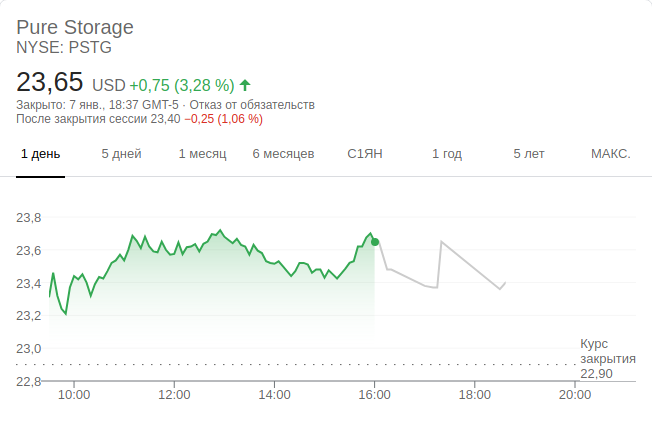 Pure Storage
NYSE: PSTG
23,65 USD +0,75 (3,28 %)
Закрыто: 7 янв., 18:37 GMT-5 · Отказ от обязательств
После закрытия сессии 23,40 −0,25 (1,06 %)
1 день 5 дней 1 месяц 6 месяцев С1ЯН 1 год 5 лет МАКС.
23,8
23,6
23,4
23,2
23,0
22,8
Курс
закрытия
22,90
10:00 12:00 14:00 16:00 18:00 20:00